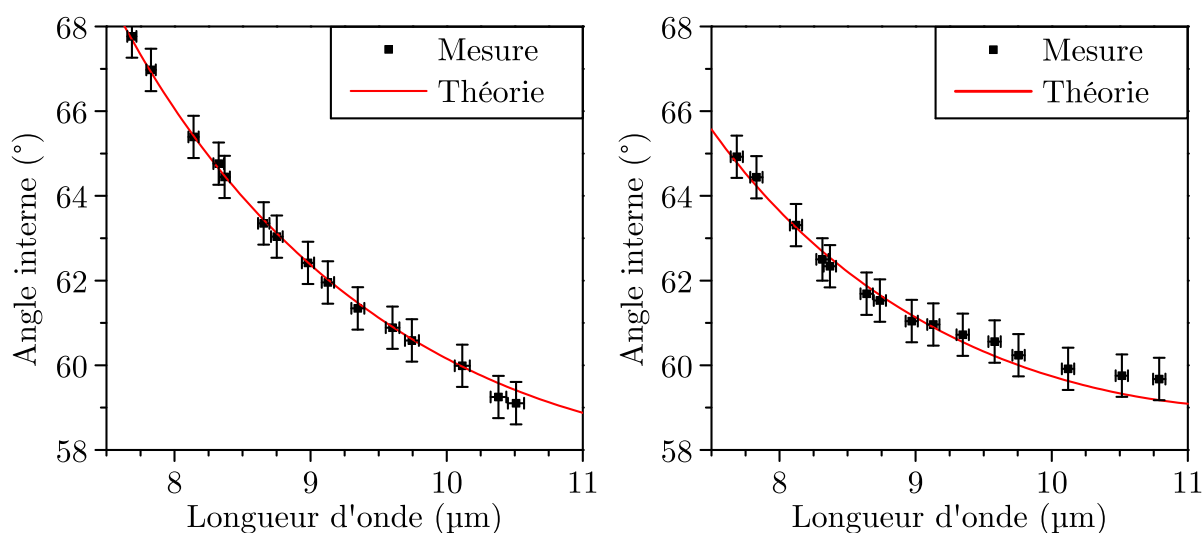 68
66
64
62
60
58
Angle interne (°)
8
9
10
11
Longueur d'onde (µm)
Mesure
Théorie
68
66
64
62
60
58
Angle interne (°)
8
9
10
11
Longueur d'onde (µm)
Mesure
Théorie